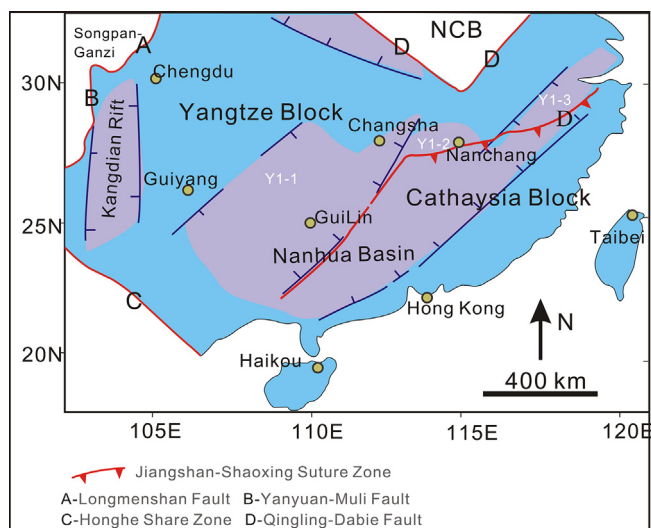 Songpan-
Ganzi
A
NCB
D
D
30N
Chengdu
B
Yangtze Block
Y1-3
Kangdian Rift
Changsha
Y1-2
D
Nanchang
Guiyang
Y1-1
Cathaysia Block
25N
GuiLin
Taibei
Nanhua Basin
C
Hong Kong
N
20N
Haikou
400 km
105E
110E
115E
120E
Jiangshan-Shaoxing Suture Zone
A-Longmenshan Fault B-Yanyuan-Muli Fault
C-Honghe Share Zone D-Qingling-Dabie Fault